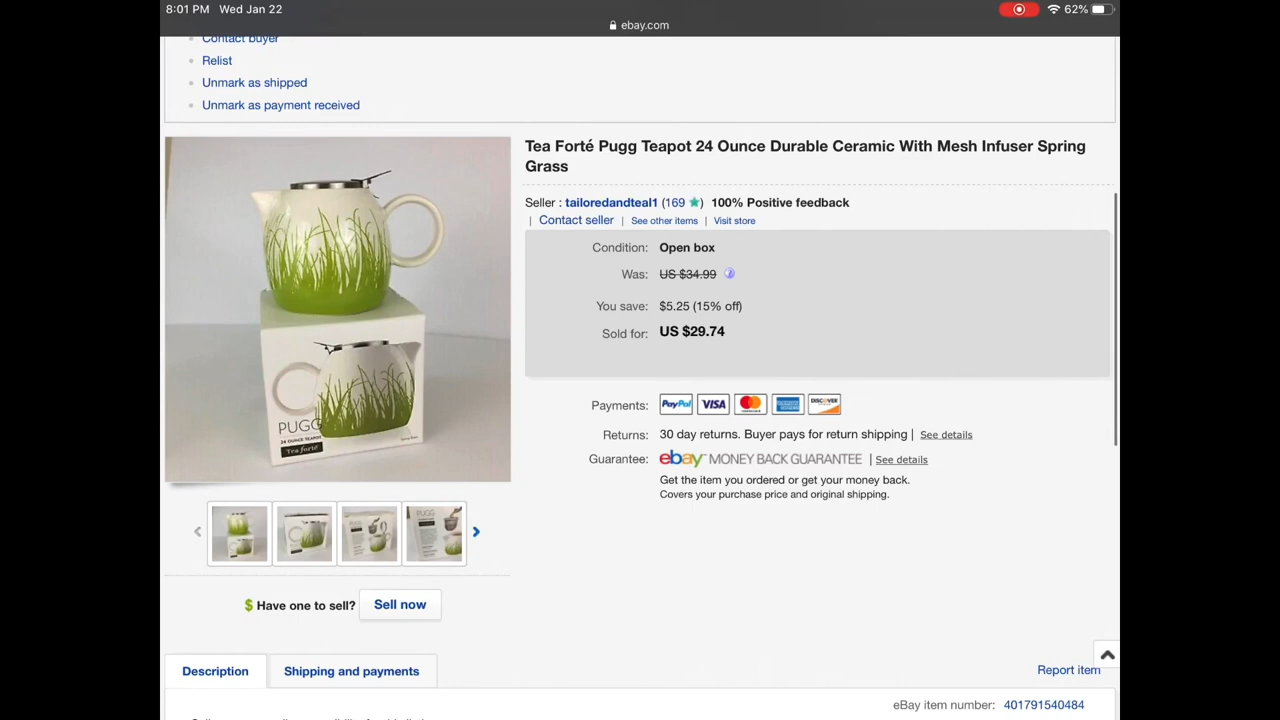 8:01 PM Wed Jan 22
62%
ebay.com
Contact buyer
Relist
Unmark as shipped
Unmark as payment received
Tea Forté Pugg Teapot 24 Ounce Durable Ceramic With Mesh Infuser Spring
Grass
Seller : tailoredandteal1 (169 ) 100% Positive feedback
| Contact seller | See other items | Visit store
Condition: Open box
Was: US $34.99
You save: $5.25 (15% off)
Sold for: US $29.74
Payments: PayPal VISA MasterCard AMERICAN EXPRESS DISCOVER
Returns: 30 day returns. Buyer pays for return shipping | See details
Guarantee: ebay MONEY BACK GUARANTEE | See details
Get the item you ordered or get your money back.
Covers your purchase price and original shipping.
PUGG
24 OUNCE TEAPOT
Tea forté
$ Have one to sell? Sell now
Description
Shipping and payments
Report item
eBay item number: 401791540484